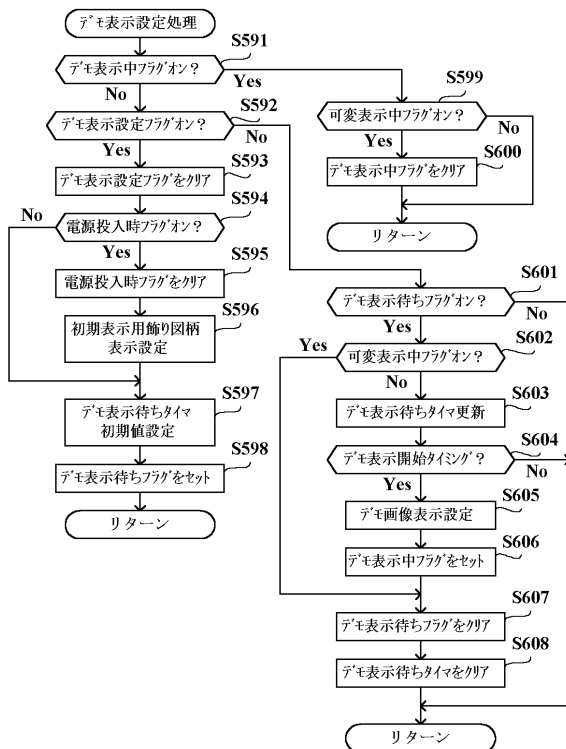 デモ表示設定処理
S591
デモ表示中フラグオン?
Yes
No
S592
デモ表示設定フラグオン?
No
Yes
S593
デモ表示設定フラグをクリア
S594
No
電源投入時フラグオン?
Yes
S595
電源投入時フラグをクリア
S596
初期表示用飾り図柄
表示設定
S597
デモ表示待ちタイマ
初期値設定
S598
デモ表示待ちフラグをセット
リターン
S599
可変表示中フラグオン?
No
Yes
S600
デモ表示中フラグをクリア
リターン
S601
デモ表示待ちフラグオン?
No
Yes
S602
Yes
可変表示中フラグオン?
No
S603
デモ表示待ちタイマ更新
S604
デモ表示開始タイミング?
No
Yes
S605
デモ画像表示設定
S606
デモ表示中フラグをセット
S607
デモ表示待ちフラグをクリア
S608
デモ表示待ちタイマをクリア
リターン